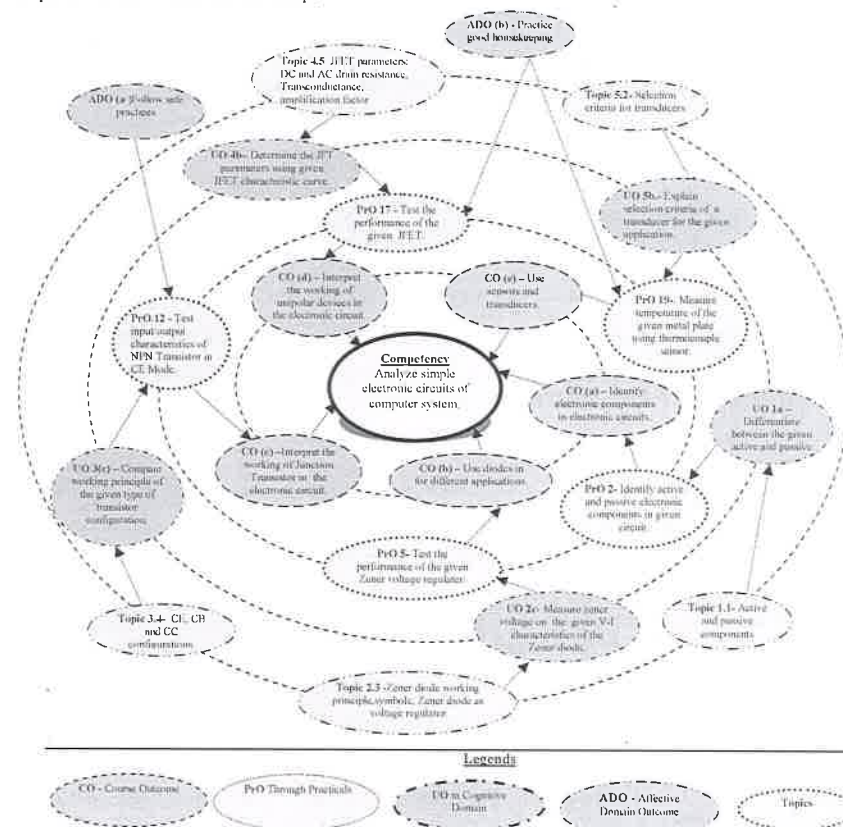 ADO (b) - Practice
good housekeeping
Topic 4.5 JFET parameters:
DC and AC drain resistance,
Transconductance,
amplification factor
Topic 5.2- Selection
criteria for transducers
ADO (a) Follow safe
practices
UO 4b- Determine the JFT
parameters using given
JFET characteristic curve.
UO 5b.- Explain
selection criteria of a
transducer for the given
application.
PrO 17 - Test the
performance of the
given JFET.
CO (d) – Interpret
the working of
unipolar devices in
the electronic circuit
CO (e) – Use
sensors and
transducers.
PrO 12 - Test
input/output
characteristics of
NPN Transistor in
CE Mode.
PrO 19-. Measure
temperature of the
given metal plate
using thermocouple
sensor.
Competency
Analyze simple
electronic circuits of
computer system.
CO (a) – Identify
electronic components
in electronic circuits.
UO 1a –
Differentiate
between the given
active and passive
CO (c) – Interpret the
working of Junction
Transistor in the
electronic circuit.
CO (b) – Use diodes in
for different applications.
UO 3(c) – Compare
working principle of
the given type of
transistor
configuration.
PrO 2- Identify active
and passive electronic
components in given
circuit.
PrO 5- Test the
performance of the given
Zener voltage regulator.
UO 2c- Measure zener
voltage on the given V-I
characteristics of the
Zener diode.
Topic 3.4- CE, CB
and CC
configurations
Topic 1.1- Active
and passive
components
Topic 2.3 -Zener diode working
principle,symbols, Zener diode as
voltage regulator
Legends
CO - Course Outcome
PrO Through Practicals
UO in Cognitive
Domain
ADO - Affective
Domain Outcome
Topics